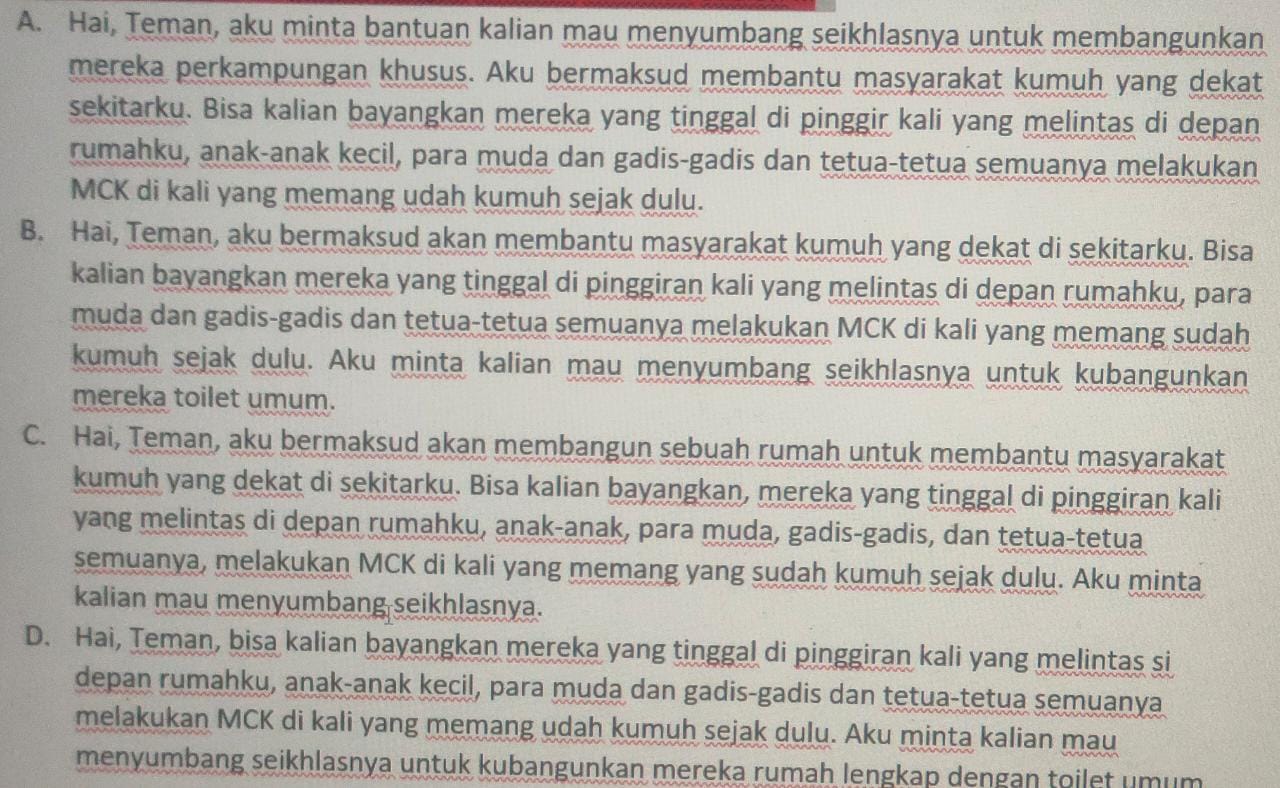 A. Hai, Teman, aku minta bantuan kalian mau menyumbang seikhlasnya untuk membangunkan
mereka perkampungan khusus. Aku bermaksud membantu masyarakat kumuh yang dekat
sekitarku. Bisa kalian bayangkan mereka yang tinggal di pinggir kali yang melintas di depan
rumahku, anak-anak kecil, para muda dan gadis-gadis dan tetua-tetua semuanya melakukan
MCK di kali yang memang udah kumuh sejak dulu.
B. Hai, Teman, aku bermaksud akan membantu masyarakat kumuh yang dekat di sekitarku. Bisa
kalian bayangkan mereka yang tinggal di pinggiran kali yang melintas di depan rumahku, para
muda dan gadis-gadis dan tetua-tetua semuanya melakukan MCK di kali yang memang sudah
kumuh sejak dulu. Aku minta kalian mau menyumbang seikhlasnya untuk kubangunkan
mereka toilet umum.
C. Hai, Teman, aku bermaksud akan membangun sebuah rumah untuk membantu masyarakat
kumuh yang dekat di sekitarku. Bisa kalian bayangkan, mereka yang tinggal di pinggiran kali
yang melintas di depan rumahku, anak-anak, para muda, gadis-gadis, dan tetua-tetua
semuanya, melakukan MCK di kali yang memang yang sudah kumuh sejak dulu. Aku minta
kalian mau menyumbang seikhlasnya.
D. Hai, Teman, bisa kalian bayangkan mereka yang tinggal di pinggiran kali yang melintas si
depan rumahku, anak-anak kecil, para muda dan gadis-gadis dan tetua-tetua semuanya
melakukan MCK di kali yang memang udah kumuh sejak dulu. Aku minta kalian mau
menyumbang seikhlasnya untuk kubangunkan mereka rumah lengkap dengan toilet umum